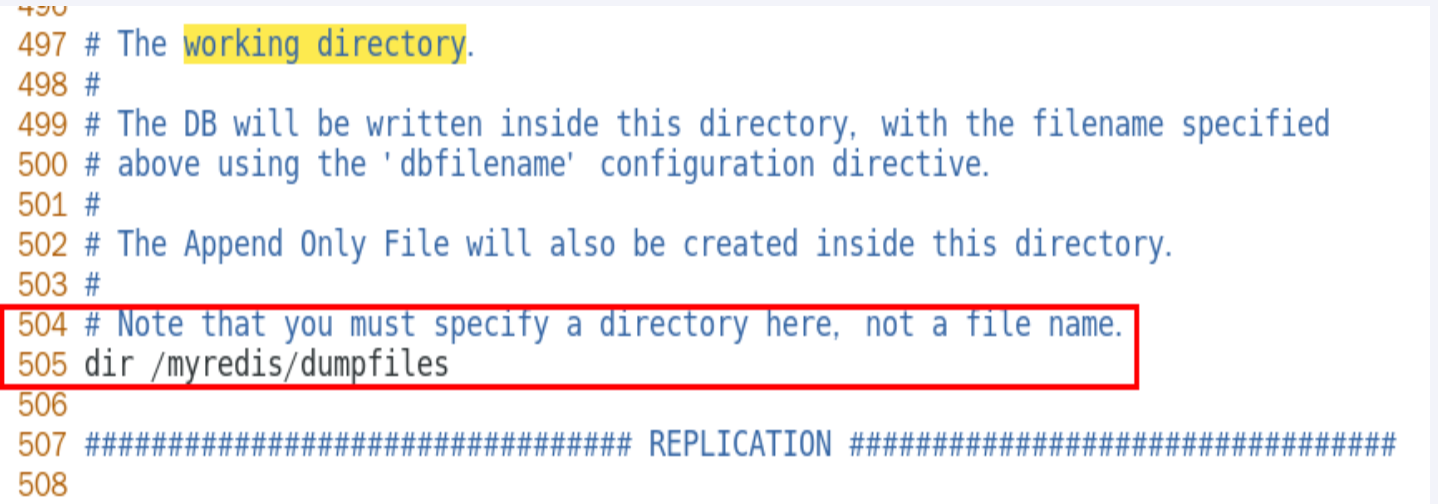 496
497 # The working directory.
498 #
499 # The DB will be written inside this directory, with the filename specified
500 # above using the 'dbfilename' configuration directive.
501 #
502 # The Append Only File will also be created inside this directory.
503 #
504 # Note that you must specify a directory here, not a file name.
505 dir /myredis/dumpfiles
506
507 ################################# REPLICATION #################################
508